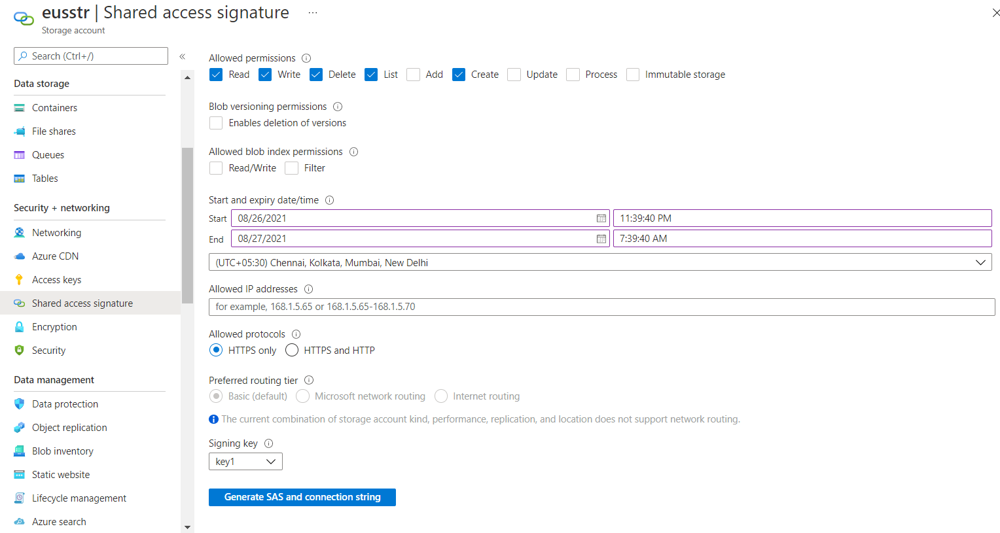 eusstr | Shared access signature ...
Storage account
Search (Ctrl+/)
«
Data storage
Containers
File shares
Queues
Tables
Security + networking
Networking
Azure CDN
Access keys
Shared access signature
Encryption
Security
Data management
Data protection
Object replication
Blob inventory
Static website
Lifecycle management
Azure search
Allowed permissions
Read Write Delete List Add Create Update Process Immutable storage
Blob versioning permissions
Enables deletion of versions
Allowed blob index permissions
Read/Write Filter
Start and expiry date/time
Start 08/26/2021 11:39:40 PM
End 08/27/2021 7:39:40 AM
(UTC+05:30) Chennai, Kolkata, Mumbai, New Delhi
Allowed IP addresses
for example, 168.1.5.65 or 168.1.5.65-168.1.5.70
Allowed protocols
HTTPS only HTTPS and HTTP
Preferred routing tier
Basic (default) Microsoft network routing Internet routing
The current combination of storage account kind, performance, replication, and location does not support network routing.
Signing key
key1
Generate SAS and connection string